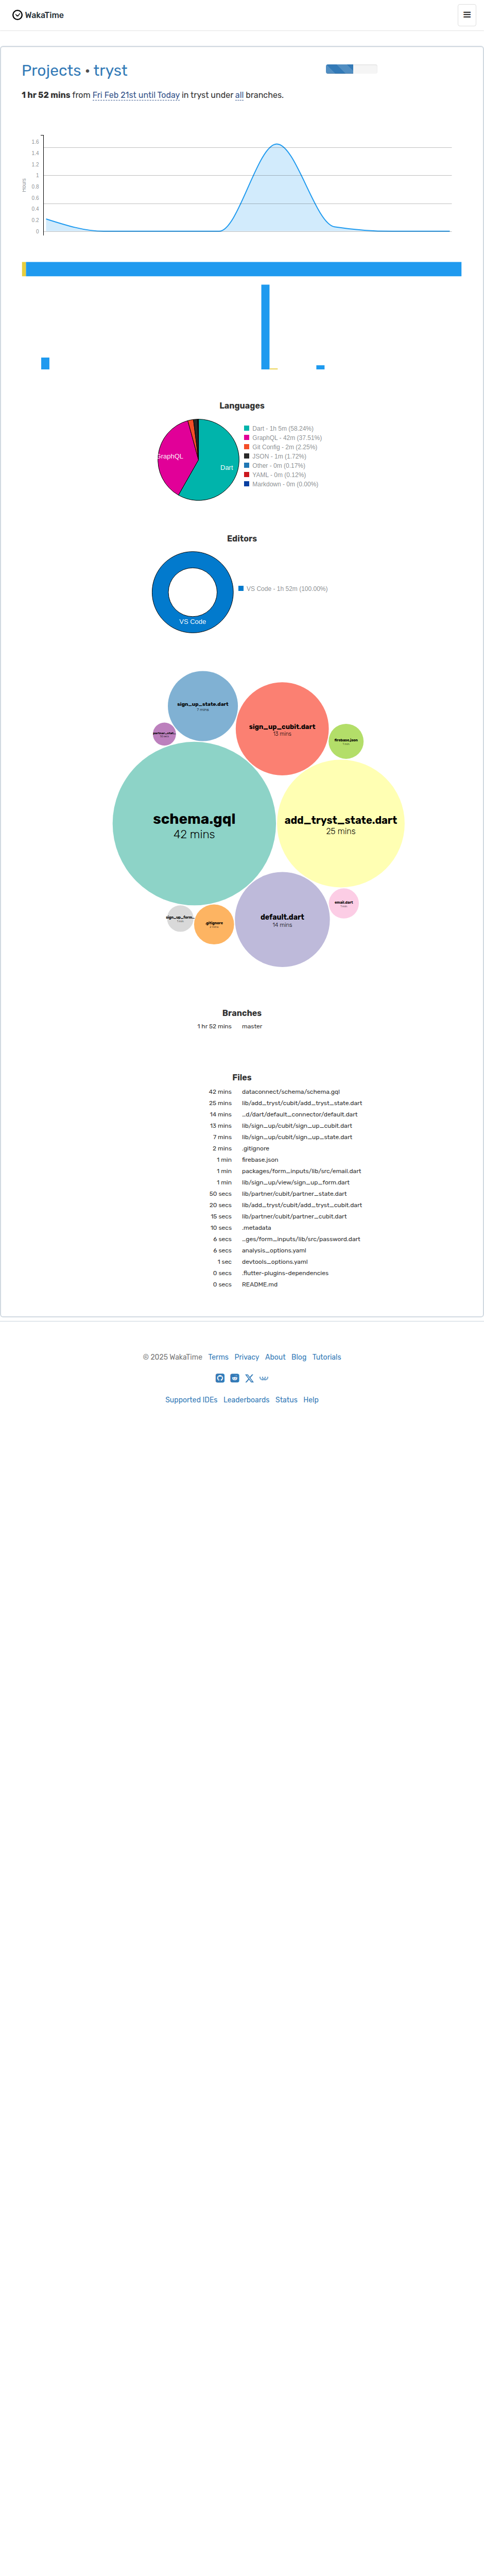 WakaTime
Projects • tryst
1 hr 52 mins from Fri Feb 21st until Today in tryst under all branches.
Hours
1.6
1.4
1.2
1
0.8
0.6
0.4
0.2
0
Languages
GraphQL
Dart
Dart - 1h 5m (58.24%)
GraphQL - 42m (37.51%)
Git Config - 2m (2.25%)
JSON - 1m (1.72%)
Other - 0m (0.17%)
YAML - 0m (0.12%)
Markdown - 0m (0.00%)
Editors
VS Code
VS Code - 1h 52m (100.00%)
sign_up_state.dart
7 mins
sign_up_cubit.dart
13 mins
firebase.json
1 min
schema.gql
42 mins
add_tryst_state.dart
25 mins
email.dart
1 min
sign_up_form...
1 min
.gitignore
2 mins
default.dart
14 mins
Branches
1 hr 52 mins master
Files
42 mins dataconnect/schema/schema.gql
25 mins lib/add_tryst/cubit/add_tryst_state.dart
14 mins …d/dart/default_connector/default.dart
13 mins lib/sign_up/cubit/sign_up_cubit.dart
7 mins lib/sign_up/cubit/sign_up_state.dart
2 mins .gitignore
1 min firebase.json
1 min packages/form_inputs/lib/src/email.dart
1 min lib/sign_up/view/sign_up_form.dart
50 secs lib/partner/cubit/partner_state.dart
20 secs lib/add_tryst/cubit/add_tryst_cubit.dart
15 secs lib/partner/cubit/partner_cubit.dart
10 secs .metadata
6 secs …ges/form_inputs/lib/src/password.dart
6 secs analysis_options.yaml
1 sec devtools_options.yaml
0 secs .flutter-plugins-dependencies
0 secs README.md
© 2025 WakaTime Terms Privacy About Blog Tutorials
Supported IDEs Leaderboards Status Help